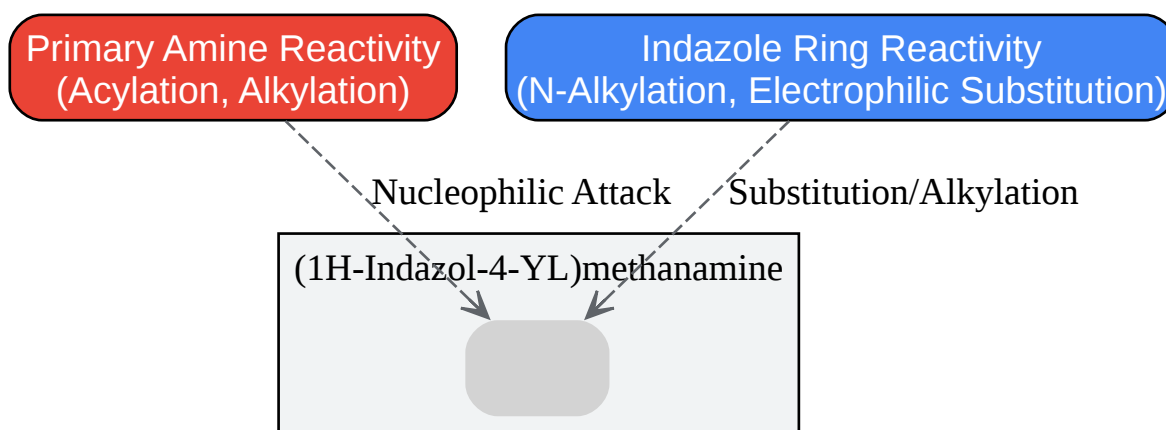 Primary Amine Reactivity
(Acylation, Alkylation)
Indazole Ring Reactivity
(N-Alkylation, Electrophilic Substitution)
Nucleophilic Attack
Substitution/Alkylation
(1H-Indazol-4-YL)methanamine